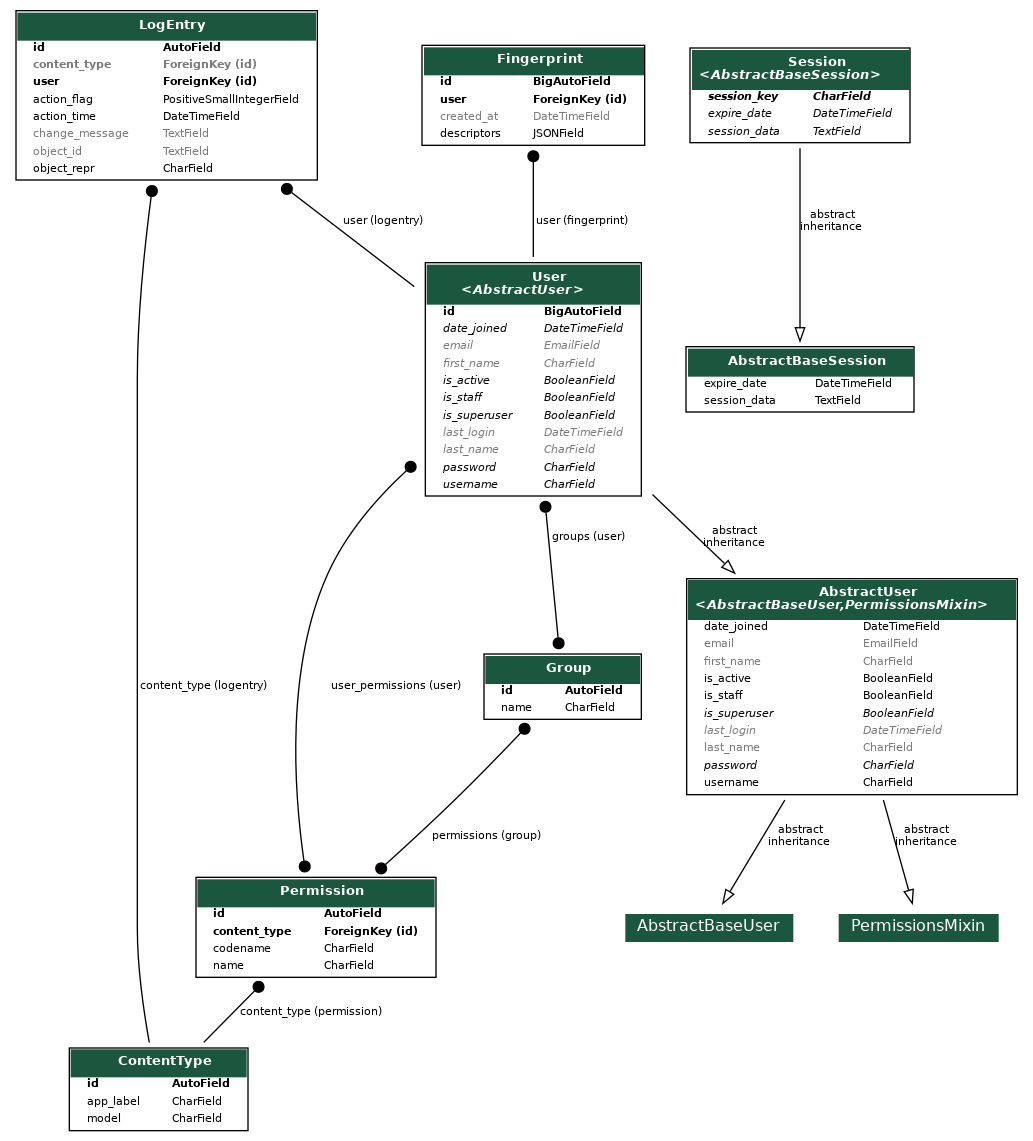 LogEntry
id AutoField
content_type ForeignKey (id)
user ForeignKey (id)
action_flag PositiveSmallIntegerField
action_time DateTimeField
change_message TextField
object_id TextField
object_repr CharField
Fingerprint
id BigAutoField
user ForeignKey (id)
created_at DateTimeField
descriptors JSONField
Session
<AbstractBaseSession>
session_key CharField
expire_date DateTimeField
session_data TextField
user (logentry)
user (fingerprint)
abstract
inheritance
User
<AbstractUser>
id BigAutoField
date_joined DateTimeField
email EmailField
first_name CharField
is_active BooleanField
is_staff BooleanField
is_superuser BooleanField
last_login DateTimeField
last_name CharField
password CharField
username CharField
AbstractBaseSession
expire_date DateTimeField
session_data TextField
groups (user)
abstract
inheritance
AbstractUser
<AbstractBaseUser,PermissionsMixin>
date_joined DateTimeField
email EmailField
first_name CharField
is_active BooleanField
is_staff BooleanField
is_superuser BooleanField
last_login DateTimeField
last_name CharField
password CharField
username CharField
content_type (logentry)
user_permissions (user)
Group
id AutoField
name CharField
permissions (group)
abstract
inheritance
abstract
inheritance
Permission
id AutoField
content_type ForeignKey (id)
codename CharField
name CharField
AbstractBaseUser
PermissionsMixin
content_type (permission)
ContentType
id AutoField
app_label CharField
model CharField